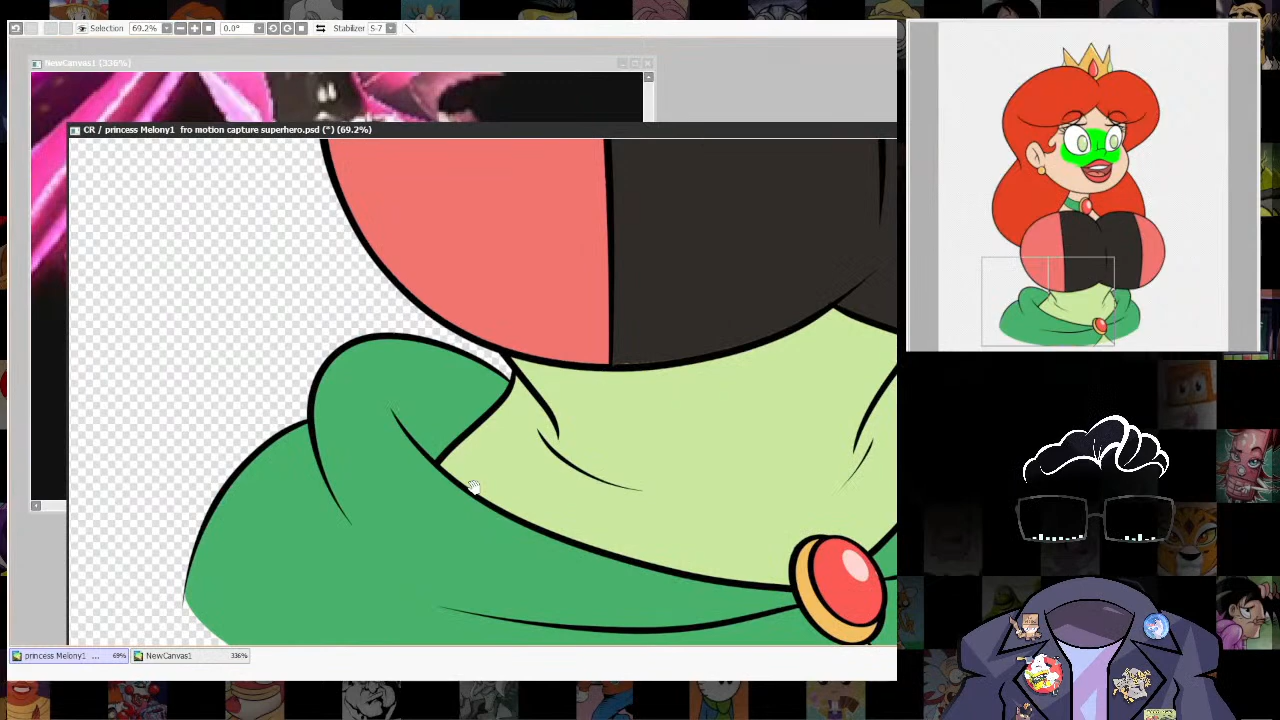 Selection 69.2% 0.0° Stabilizer S-7
NewCanvas1 (336%)
CR / princess Melony1 fro motion capture superhero.psd (*) (69.2%)
princess Melony1 ... 69% NewCanvas1 336%